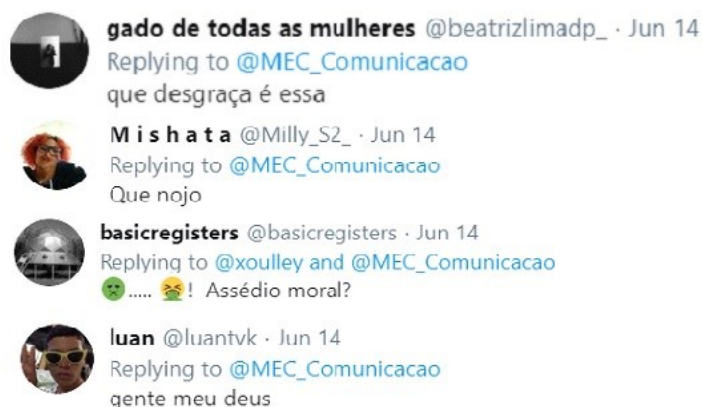 gado de todas as mulheres @beatrizlimadp_ · Jun 14
Replying to @MEC_Comunicacao
que desgraça é essa
M i s h a t a @Milly_S2_ · Jun 14
Replying to @MEC_Comunicacao
Que nojo
basicregisters @basicregisters · Jun 14
Replying to @xoulley and @MEC_Comunicacao
🤢..... 🤮! Assédio moral?
luan @luantvk · Jun 14
Replying to @MEC_Comunicacao
gente meu deus